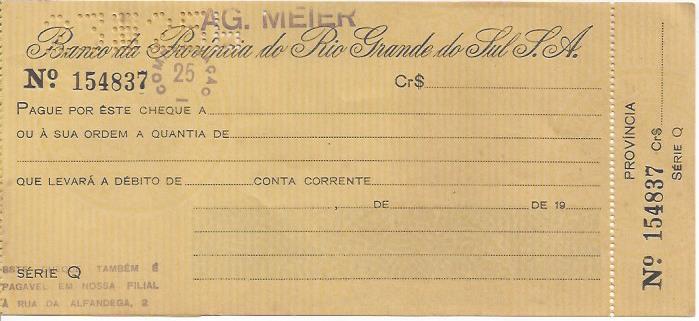 AG. MEIER
Banco da Província do Rio Grande do Sul S.A.
Nº 154837
25
Cr$
PAGUE POR ÊSTE CHEQUE A
OU À SUA ORDEM A QUANTIA DE
QUE LEVARÁ A DÉBITO DE CONTA CORRENTE
, DE DE 19
SÉRIE Q
TAMBÉM É
PAGAVEL EM NOSSA FILIAL
À RUA DA ALFANDEGA, 2
PROVÍNCIA
Nº 154837 Cr$
SÉRIE Q